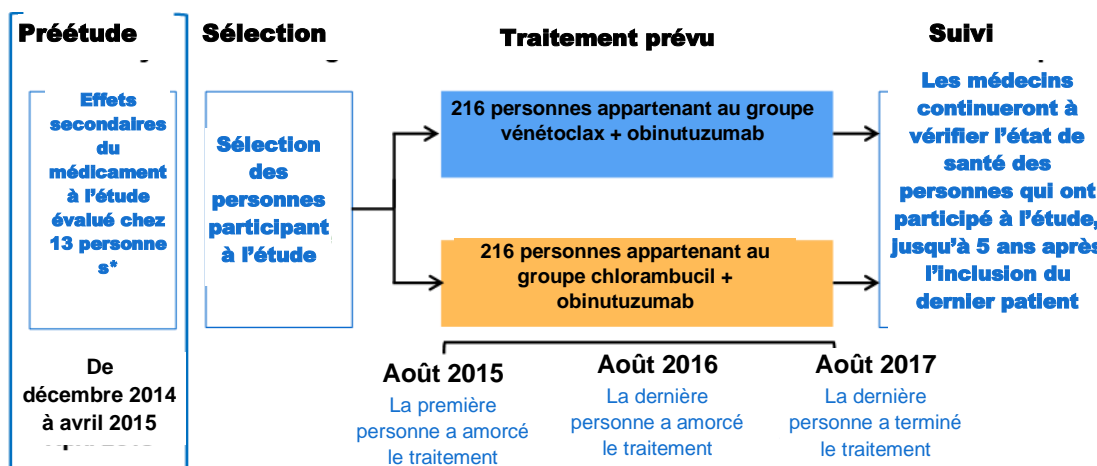 Préétude
Sélection
Traitement prévu
Suivi
Effets
secondaires
du
médicament
à l'étude
évalué chez
13 personne
s*
Sélection
des
personnes
participant
à l'étude
216 personnes appartenant au groupe
vénétoclax + obinutuzumab
216 personnes appartenant au
groupe chlorambucil +
obinutuzumab
Les médecins
continueront à
vérifier l'état de
santé des
personnes qui ont
participé à l'étude,
jusqu'à 5 ans après
l'inclusion du
dernier patient
De
décembre 2014
à avril 2015
Août 2015
La première
personne a amorcé
le traitement
Août 2016
La dernière
personne a amorcé
le traitement
Août 2017
La dernière
personne a terminé
le traitement